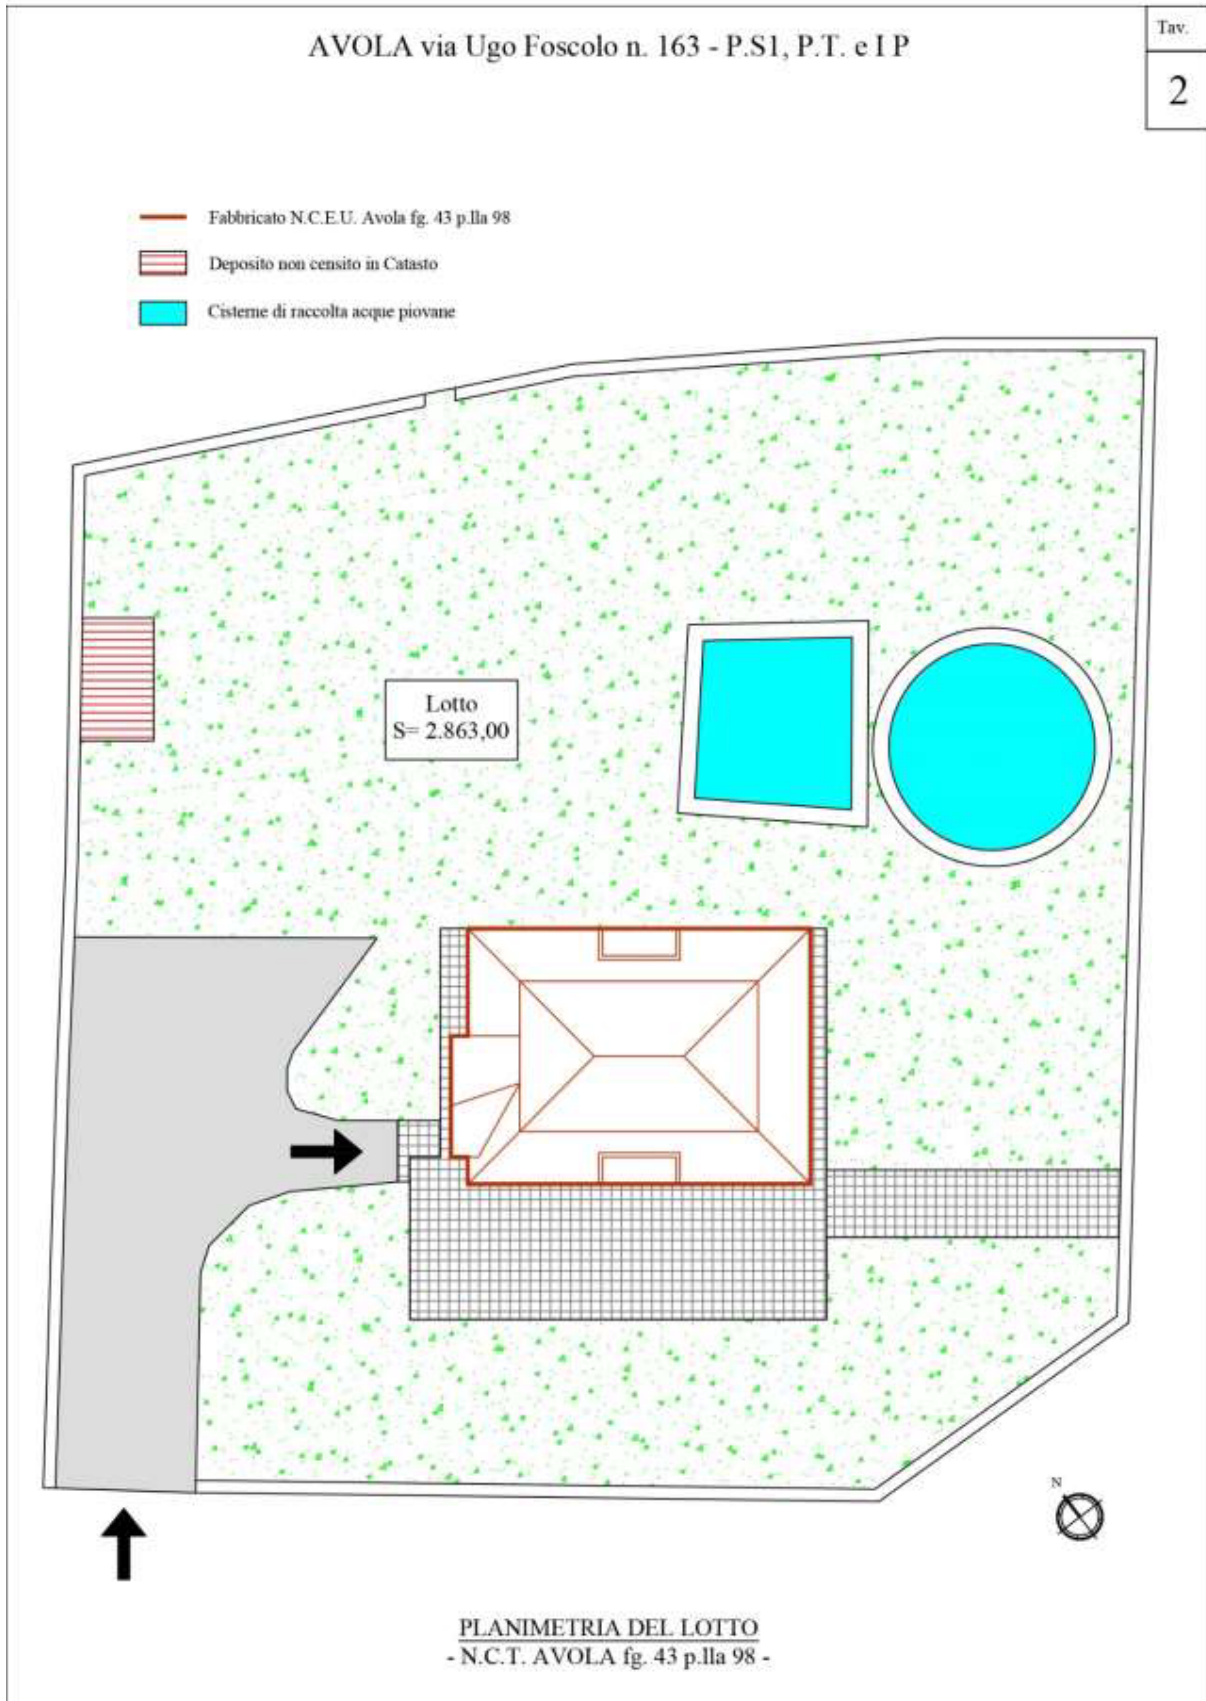 AVOLA via Ugo Foscolo n. 163 - P.S1, P.T. e I P
Tav.
2
Fabbricato N.C.E.U. Avola fg. 43 p.lla 98
Deposito non censito in Catasto
Cisterne di raccolta acque piovane
Lotto
S= 2.863,00
N
PLANIMETRIA DEL LOTTO
- N.C.T. AVOLA fg. 43 p.lla 98 -